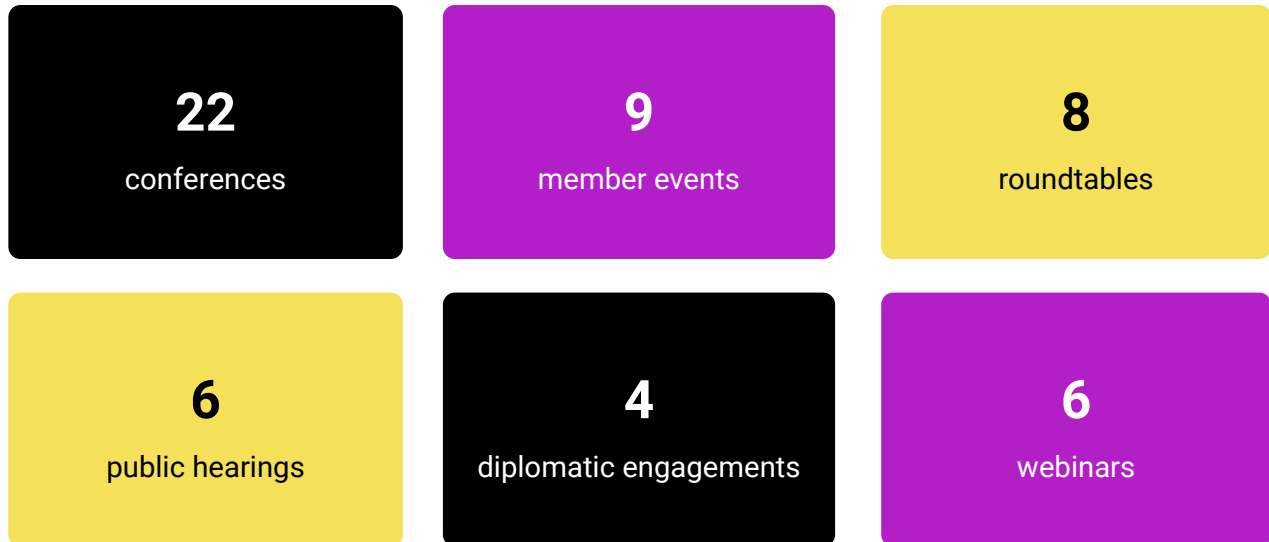 22
conferences
9
member events
8
roundtables
6
public hearings
4
diplomatic engagements
6
webinars